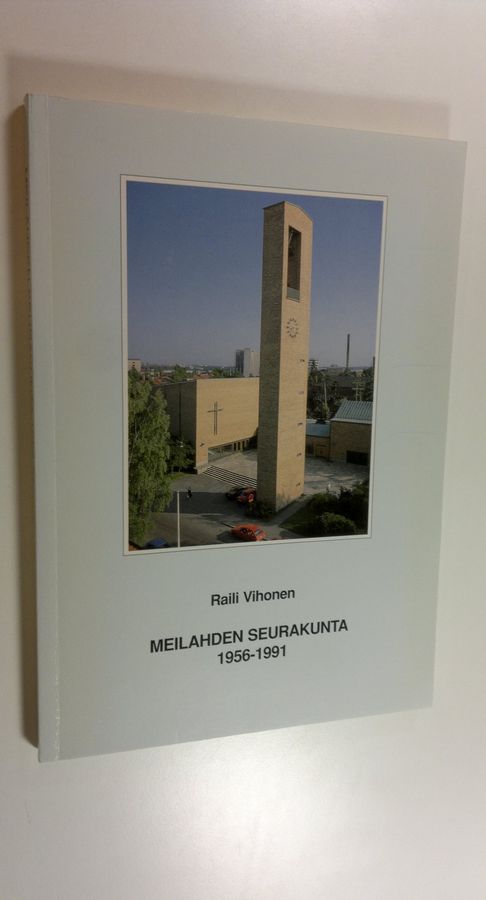 Raili Vihonen
MEILAHDEN SEURAKUNTA
1956-1991